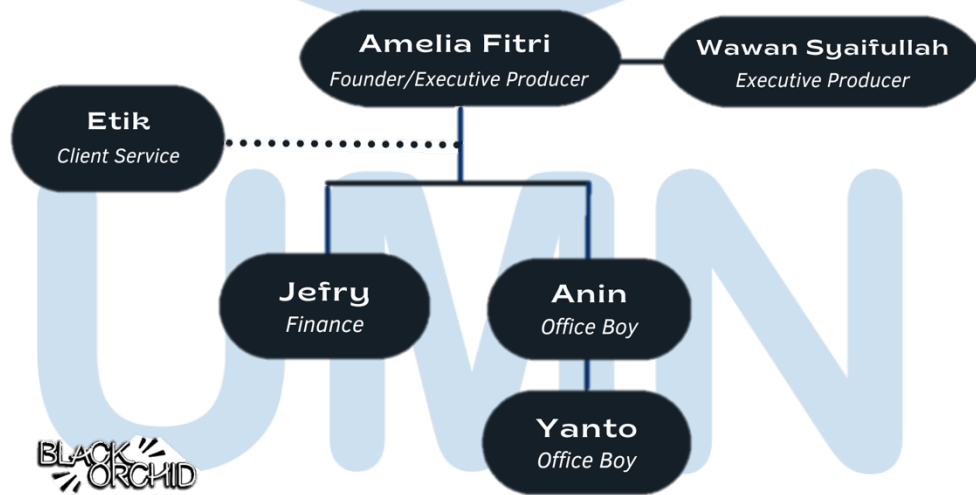 Amelia Fitri
Founder/Executive Producer
Wawan Syaifullah
Executive Producer
Etik
Client Service
Jefry
Finance
Anin
Office Boy
Yanto
Office Boy
UMN
BLACK
ORCHID